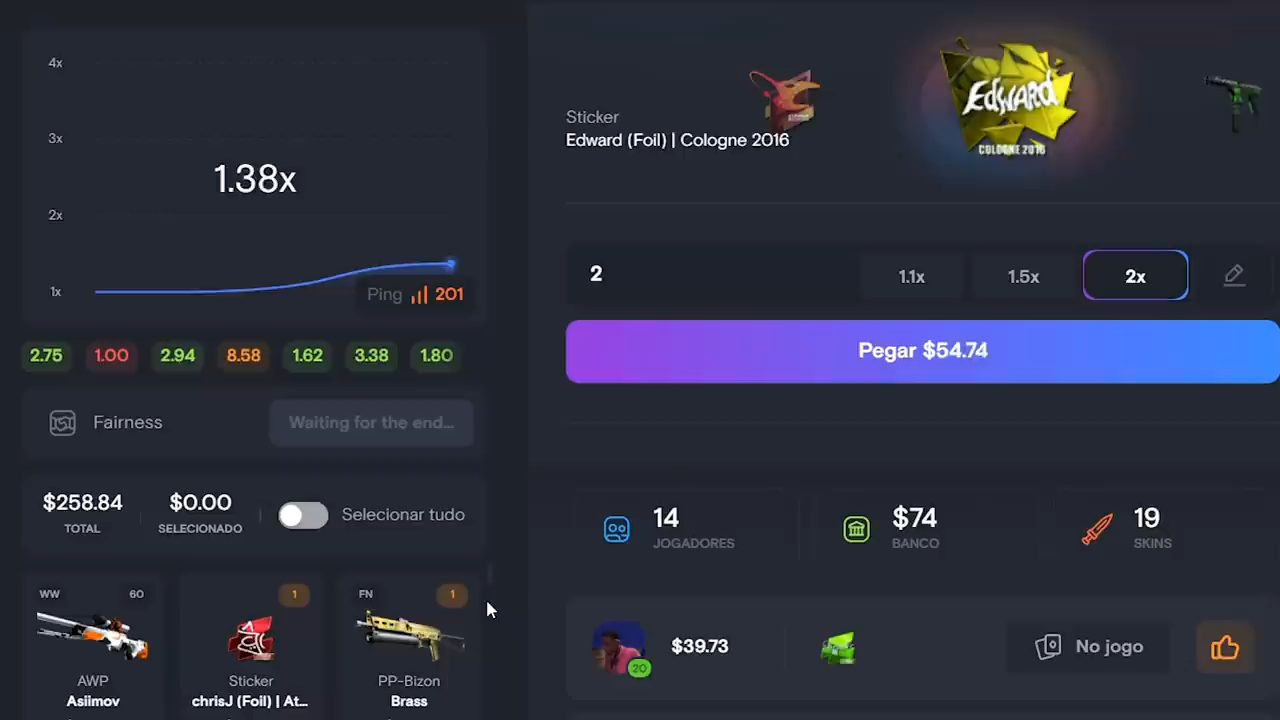 4x
3x
1.38x
2x
1x
Ping 201
2.75 1.00 2.94 8.58 1.62 3.38 1.80
Fairness
Waiting for the end...
$258.84
TOTAL
$0.00
SELECIONADO
Selecionar tudo
WW 60
AWP
Asiimov
1
Sticker
chrisJ (Foil) | At...
FN 1
PP-Bizon
Brass
Sticker
Edward (Foil) | Cologne 2016
Edward
COLOGNE 2016
2
1.1x
1.5x
2x
Pegar $54.74
14
JOGADORES
$74
BANCO
19
SKINS
20
$39.73
No jogo